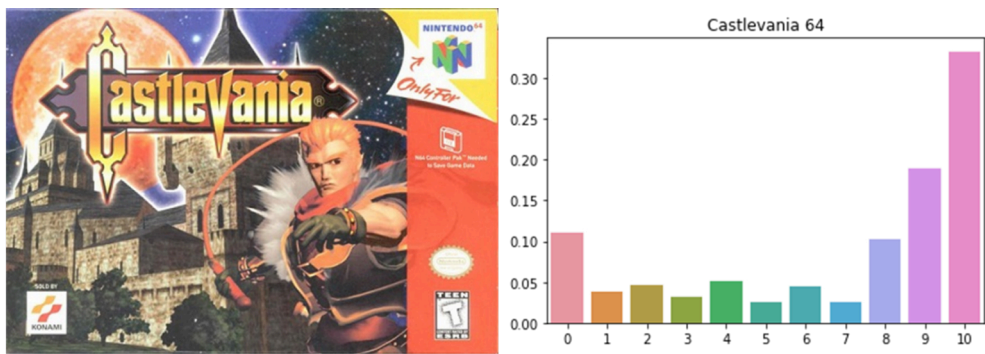 NINTENDO 64
Only For
Castlevania®
N64 Controller Pak™ Needed
to Save Game Data
SOLD BY
KONAMI
TEEN
T
ESRB
Castlevania 64
0.30
0.25
0.20
0.15
0.10
0.05
0.00
0 1 2 3 4 5 6 7 8 9 10